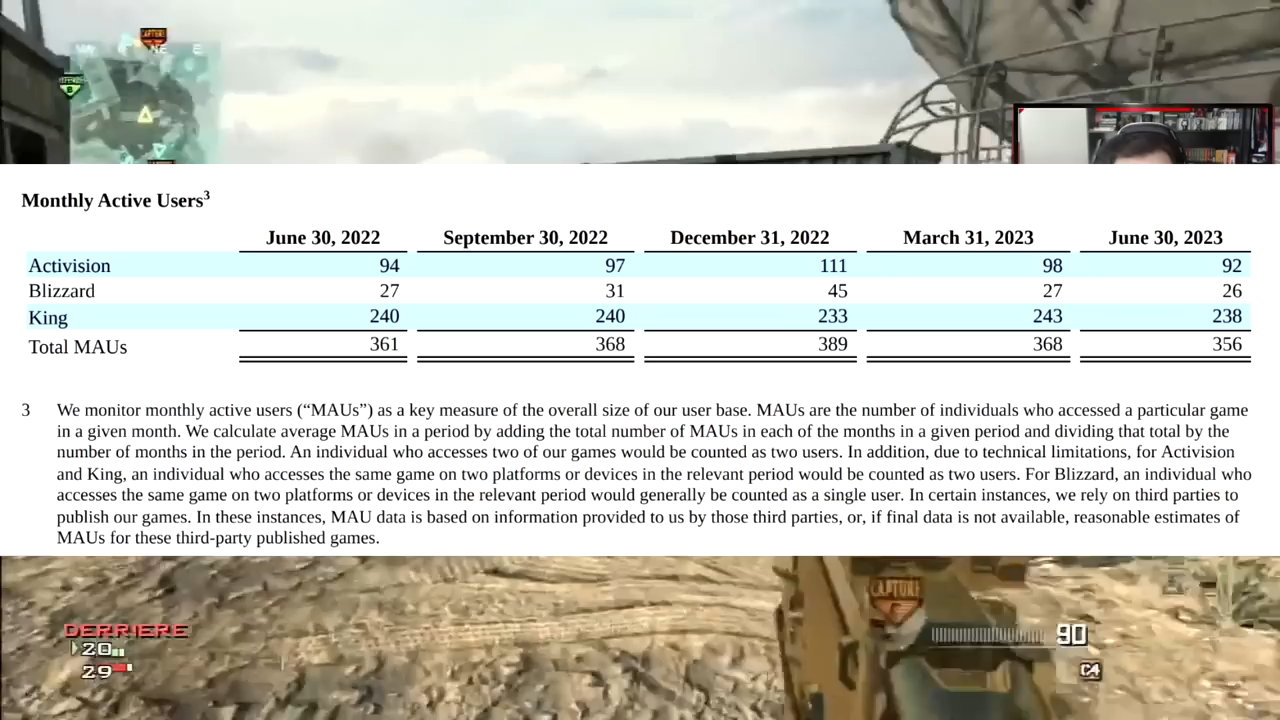 CAPTURE
NE E
Monthly Active Users3
June 30, 2022 September 30, 2022 December 31, 2022 March 31, 2023 June 30, 2023
Activision 94 97 111 98 92
Blizzard 27 31 45 27 26
King 240 240 233 243 238
Total MAUs 361 368 389 368 356
3 We monitor monthly active users (“MAUs”) as a key measure of the overall size of our user base. MAUs are the number of individuals who accessed a particular game
in a given month. We calculate average MAUs in a period by adding the total number of MAUs in each of the months in a given period and dividing that total by the
number of months in the period. An individual who accesses two of our games would be counted as two users. In addition, due to technical limitations, for Activision
and King, an individual who accesses the same game on two platforms or devices in the relevant period would be counted as two users. For Blizzard, an individual who
accesses the same game on two platforms or devices in the relevant period would generally be counted as a single user. In certain instances, we rely on third parties to
publish our games. In these instances, MAU data is based on information provided to us by those third parties, or, if final data is not available, reasonable estimates of
MAUs for these third-party published games.
CAPTURE
DERRIERE
20
29
90
C4